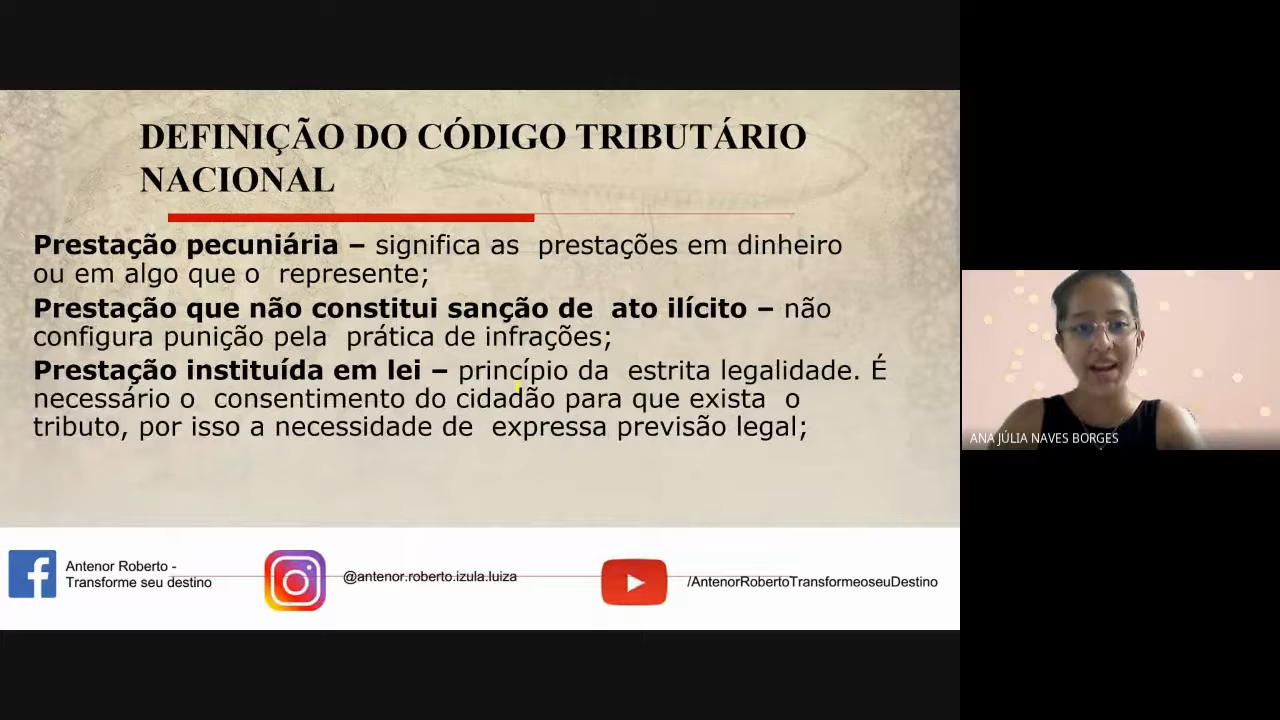 DEFINIÇÃO DO CÓDIGO TRIBUTÁRIO
NACIONAL
Prestação pecuniária – significa as prestações em dinheiro
ou em algo que o represente;
Prestação que não constitui sanção de ato ilícito – não
configura punição pela prática de infrações;
Prestação instituída em lei – princípio da estrita legalidade. É
necessário o consentimento do cidadão para que exista o
tributo, por isso a necessidade de expressa previsão legal;
ANA JÚLIA NAVES BORGES
Antenor Roberto -
Transforme seu destino
@antenor.roberto.izula.luiza
/AntenorRobertoTransformeoseuDestino